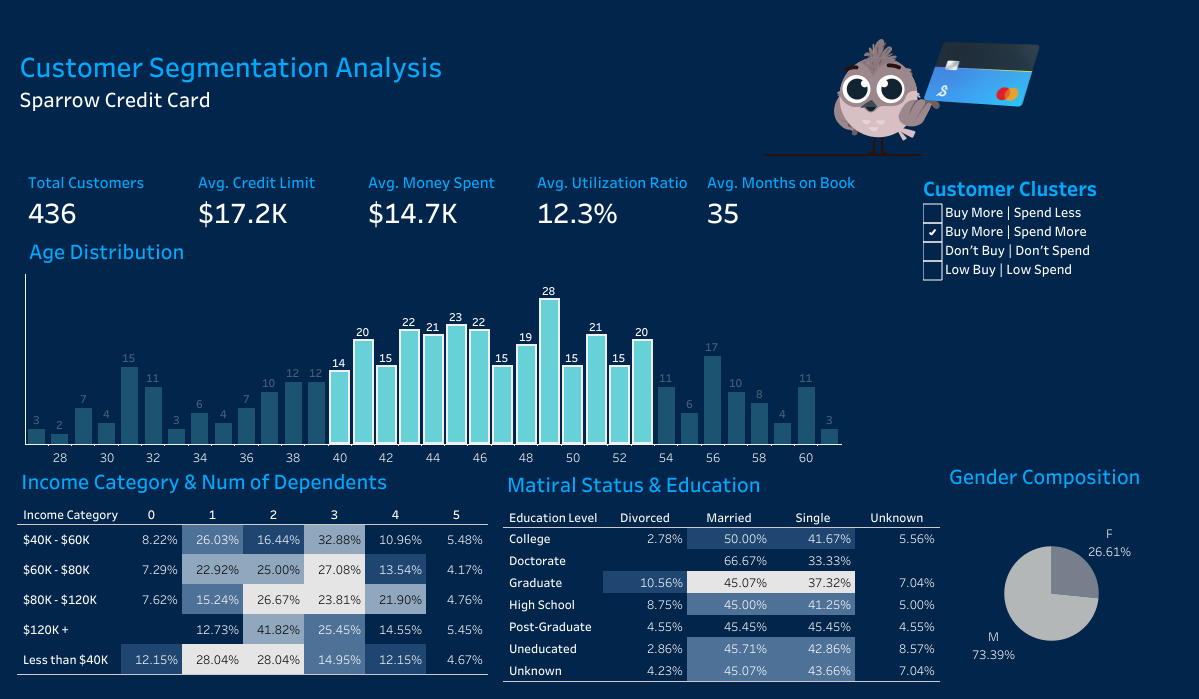 Customer Segmentation Analysis
Sparrow Credit Card
Total Customers Avg. Credit Limit Avg. Money Spent Avg. Utilization Ratio Avg. Months on Book
436 $17.2K $14.7K 12.3% 35
Customer Clusters
Buy More | Spend Less
Buy More | Spend More
Don't Buy | Don't Spend
Low Buy | Low Spend
Age Distribution
3 2 7 4 15 11 3 6 4 7 10 12 12 14 20 15 22 21 23 22 15 19 28 15 21 15 20 11 6 17 10 8 4 11 3
28 30 32 34 36 38 40 42 44 46 48 50 52 54 56 58 60
Income Category & Num of Dependents
Income Category 0 1 2 3 4 5
$40K - $60K 8.22% 26.03% 16.44% 32.88% 10.96% 5.48%
$60K - $80K 7.29% 22.92% 25.00% 27.08% 13.54% 4.17%
$80K - $120K 7.62% 15.24% 26.67% 23.81% 21.90% 4.76%
$120K + 12.73% 41.82% 25.45% 14.55% 5.45%
Less than $40K 12.15% 28.04% 28.04% 14.95% 12.15% 4.67%
Matiral Status & Education
Education Level Divorced Married Single Unknown
College 2.78% 50.00% 41.67% 5.56%
Doctorate 66.67% 33.33%
Graduate 10.56% 45.07% 37.32% 7.04%
High School 8.75% 45.00% 41.25% 5.00%
Post-Graduate 4.55% 45.45% 45.45% 4.55%
Uneducated 2.86% 45.71% 42.86% 8.57%
Unknown 4.23% 45.07% 43.66% 7.04%
Gender Composition
F
26.61%
M
73.39%